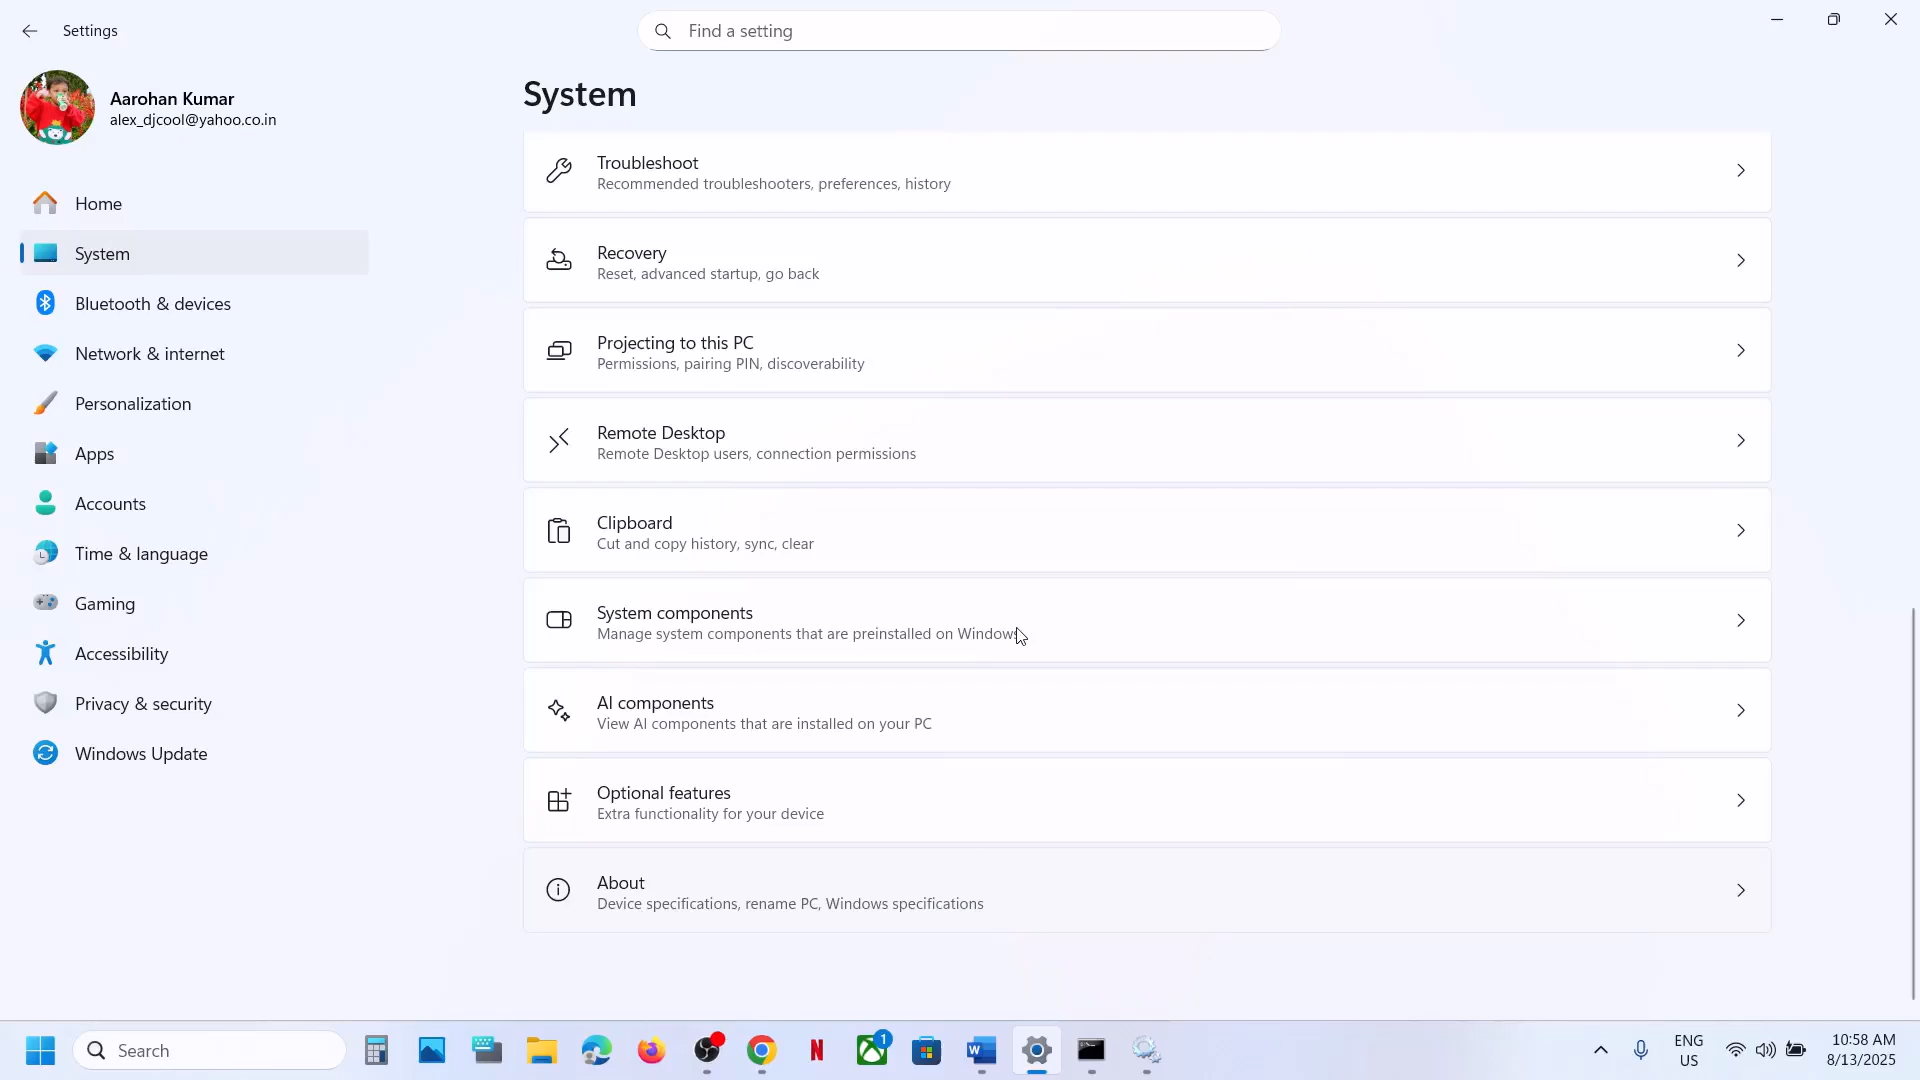 Settings
Find a setting
Aarohan Kumar
alex_djcool@yahoo.co.in
Home
System
Bluetooth & devices
Network & internet
Personalization
Apps
Accounts
Time & language
Gaming
Accessibility
Privacy & security
Windows Update
System
Troubleshoot
Recommended troubleshooters, preferences, history
Recovery
Reset, advanced startup, go back
Projecting to this PC
Permissions, pairing PIN, discoverability
Remote Desktop
Remote Desktop users, connection permissions
Clipboard
Cut and copy history, sync, clear
System components
Manage system components that are preinstalled on Windows
AI components
View AI components that are installed on your PC
Optional features
Extra functionality for your device
About
Device specifications, rename PC, Windows specifications
Search
1
ENG
US
10:58 AM
8/13/2025